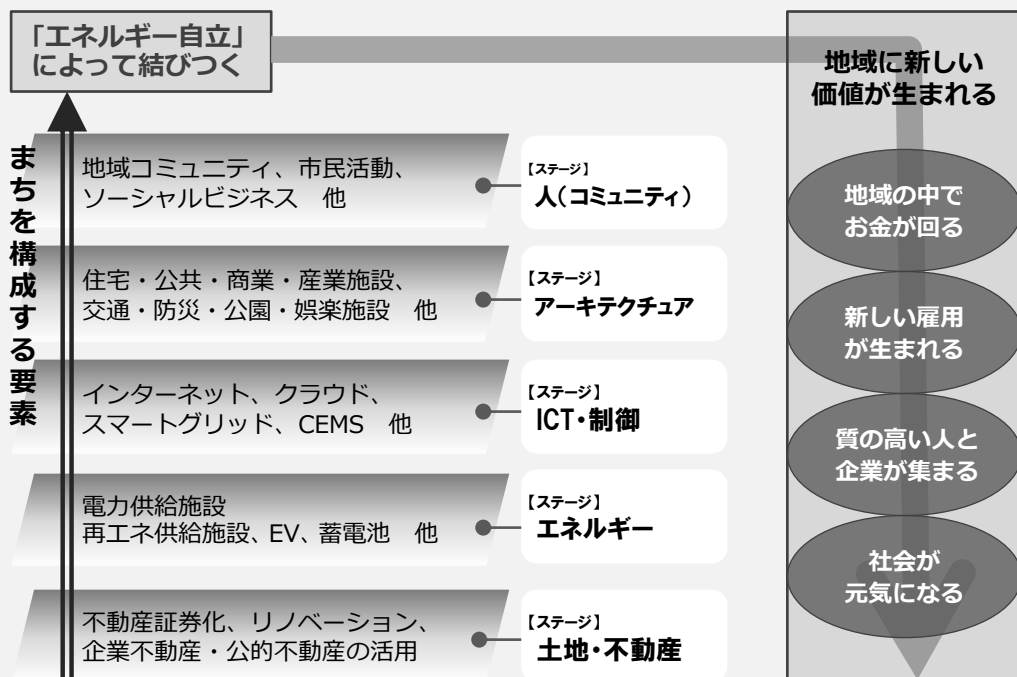 「エネルギー自立」
によって結びつく
まちを構成する要素
地域コミュニティ、市民活動、
ソーシャルビジネス　他
【ステージ】
人（コミュニティ）
住宅・公共・商業・産業施設、
交通・防災・公園・娯楽施設　他
【ステージ】
アーキテクチュア
インターネット、クラウド、
スマートグリッド、CEMS　他
【ステージ】
ICT・制御
電力供給施設
再エネ供給施設、EV、蓄電池　他
【ステージ】
エネルギー
不動産証券化、リノベーション、
企業不動産・公的不動産の活用
【ステージ】
土地・不動産
地域に新しい
価値が生まれる
地域の中で
お金が回る
新しい雇用
が生まれる
質の高い人と
企業が集まる
社会が
元気になる